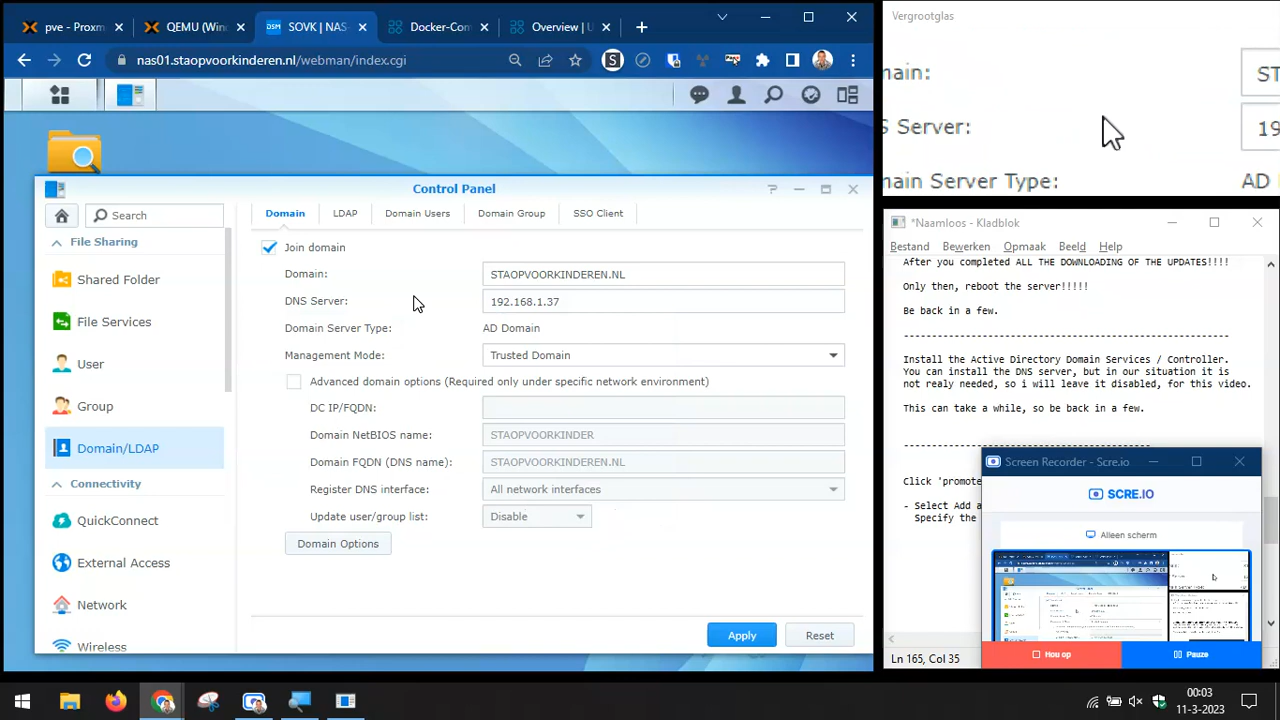 pve - Proxm
QEMU (Win
SOVK | NAS
Docker-Con
Overview | U
nas01.staopvoorkinderen.nl/webman/index.cgi
Control Panel
Search
File Sharing
Shared Folder
File Services
User
Group
Domain/LDAP
Connectivity
QuickConnect
External Access
Network
Wireless
Domain
LDAP
Domain Users
Domain Group
SSO Client
Join domain
Domain:
STAOPVOORKINDEREN.NL
DNS Server:
192.168.1.37
Domain Server Type:
AD Domain
Management Mode:
Trusted Domain
Advanced domain options (Required only under specific network environment)
DC IP/FQDN:
Domain NetBIOS name:
STAOPVOORKINDER
Domain FQDN (DNS name):
STAOPVOORKINDEREN.NL
Register DNS interface:
All network interfaces
Update user/group list:
Disable
Domain Options
Apply
Reset
Vergrootglas
main:
ST
S Server:
19
main Server Type:
AD
*Naamloos - Kladblok
Bestand
Bewerken
Opmaak
Beeld
Help
After you completed ALL THE DOWNLOADING OF THE UPDATES!!!!
Only then, reboot the server!!!!!
Be back in a few.
Install the Active Directory Domain Services / Controller.
You can install the DNS server, but in our situation it is
not realy needed, so i will leave it disabled, for this video.
This can take a while, so be back in a few.
Click 'promote
- Select Add a
Specify the
Ln 165, Col 35
Screen Recorder - Scre.io
SCRE.IO
Alleen scherm
Hou op
Pauze
00:03
11-3-2023